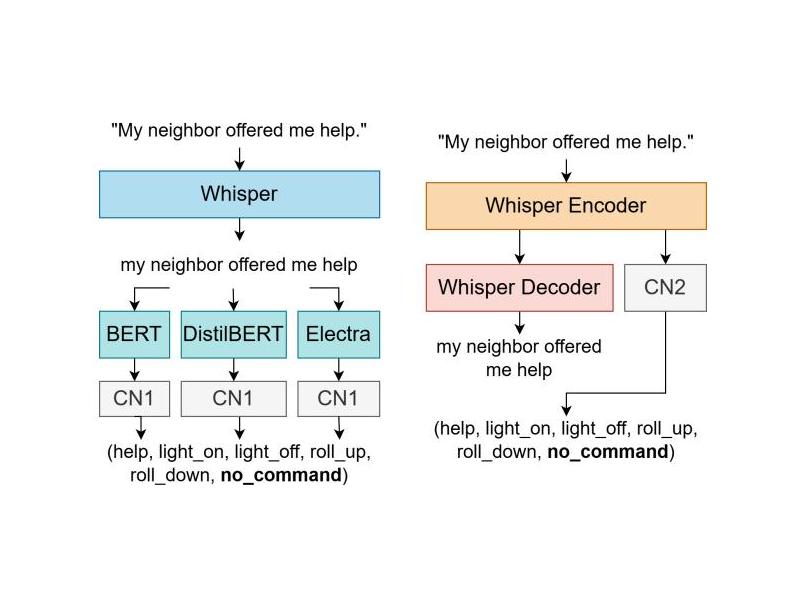 "My neighbor offered me help."
Whisper
my neighbor offered me help
BERT DistilBERT Electra
CN1 CN1 CN1
(help, light_on, light_off, roll_up,
roll_down, no_command)
"My neighbor offered me help."
Whisper Encoder
Whisper Decoder CN2
my neighbor offered
me help
(help, light_on, light_off, roll_up,
roll_down, no_command)